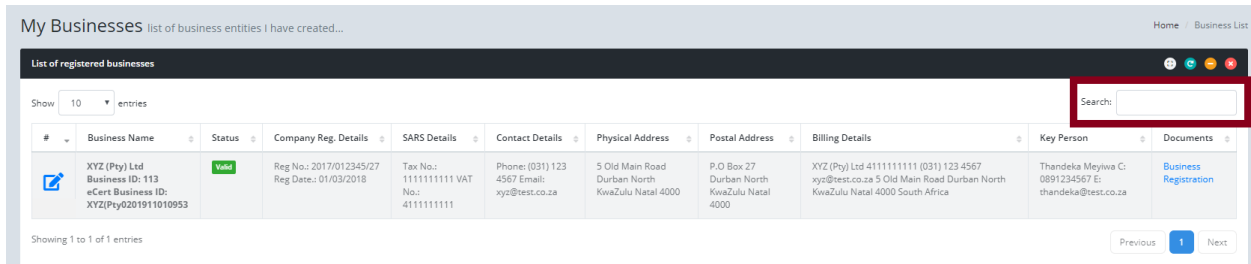 My Businesses list of business entities I have created...
Home / Business List
List of registered businesses
Show 10 entries
Search:
# Business Name Status Company Reg. Details SARS Details Contact Details Physical Address Postal Address Billing Details Key Person Documents
XYZ (Pty) Ltd
Business ID: 113
eCert Business ID:
XYZ(Pty0201911010953
Valid
Reg No.: 2017/012345/27
Reg Date.: 01/03/2018
Tax No.:
1111111111 VAT
No.:
4111111111
Phone: (031) 123
4567 Email:
xyz@test.co.za
5 Old Main Road
Durban North
KwaZulu Natal 4000
P.O Box 27
Durban North
KwaZulu Natal
4000
XYZ (Pty) Ltd 4111111111 (031) 123 4567
xyz@test.co.za 5 Old Main Road Durban North
KwaZulu Natal 4000 South Africa
Thandeka Meyiwa C:
0891234567 E:
thandeka@test.co.za
Business
Registration
Showing 1 to 1 of 1 entries
Previous 1 Next